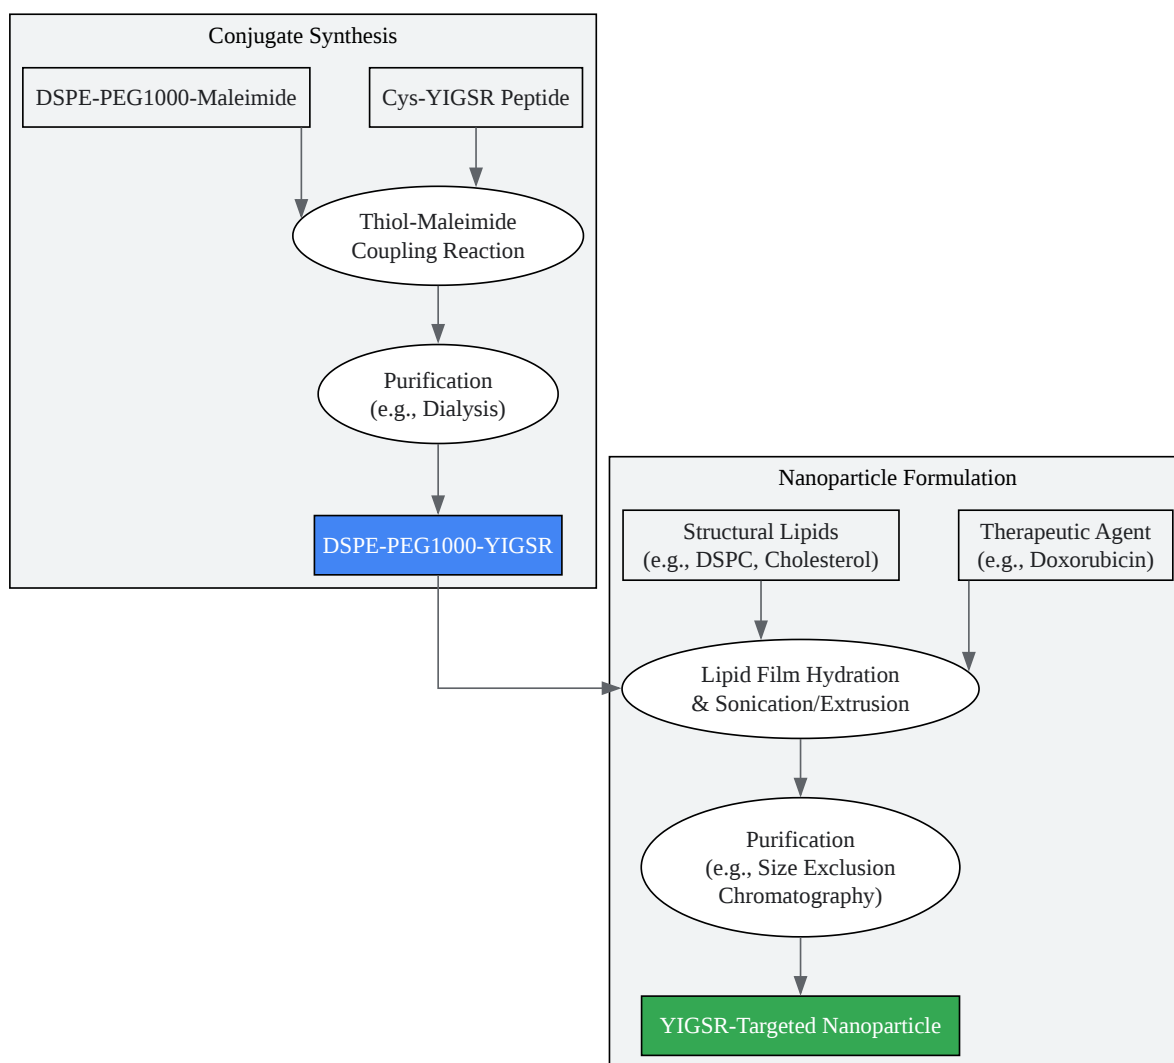 Conjugate Synthesis
DSPE-PEG1000-Maleimide
Cys-YIGSR Peptide
Thiol-Maleimide
Coupling Reaction
Purification
(e.g., Dialysis)
DSPE-PEG1000-YIGSR
Nanoparticle Formulation
Structural Lipids
(e.g., DSPC, Cholesterol)
Therapeutic Agent
(e.g., Doxorubicin)
Lipid Film Hydration
& Sonication/Extrusion
Purification
(e.g., Size Exclusion
Chromatography)
YIGSR-Targeted Nanoparticle